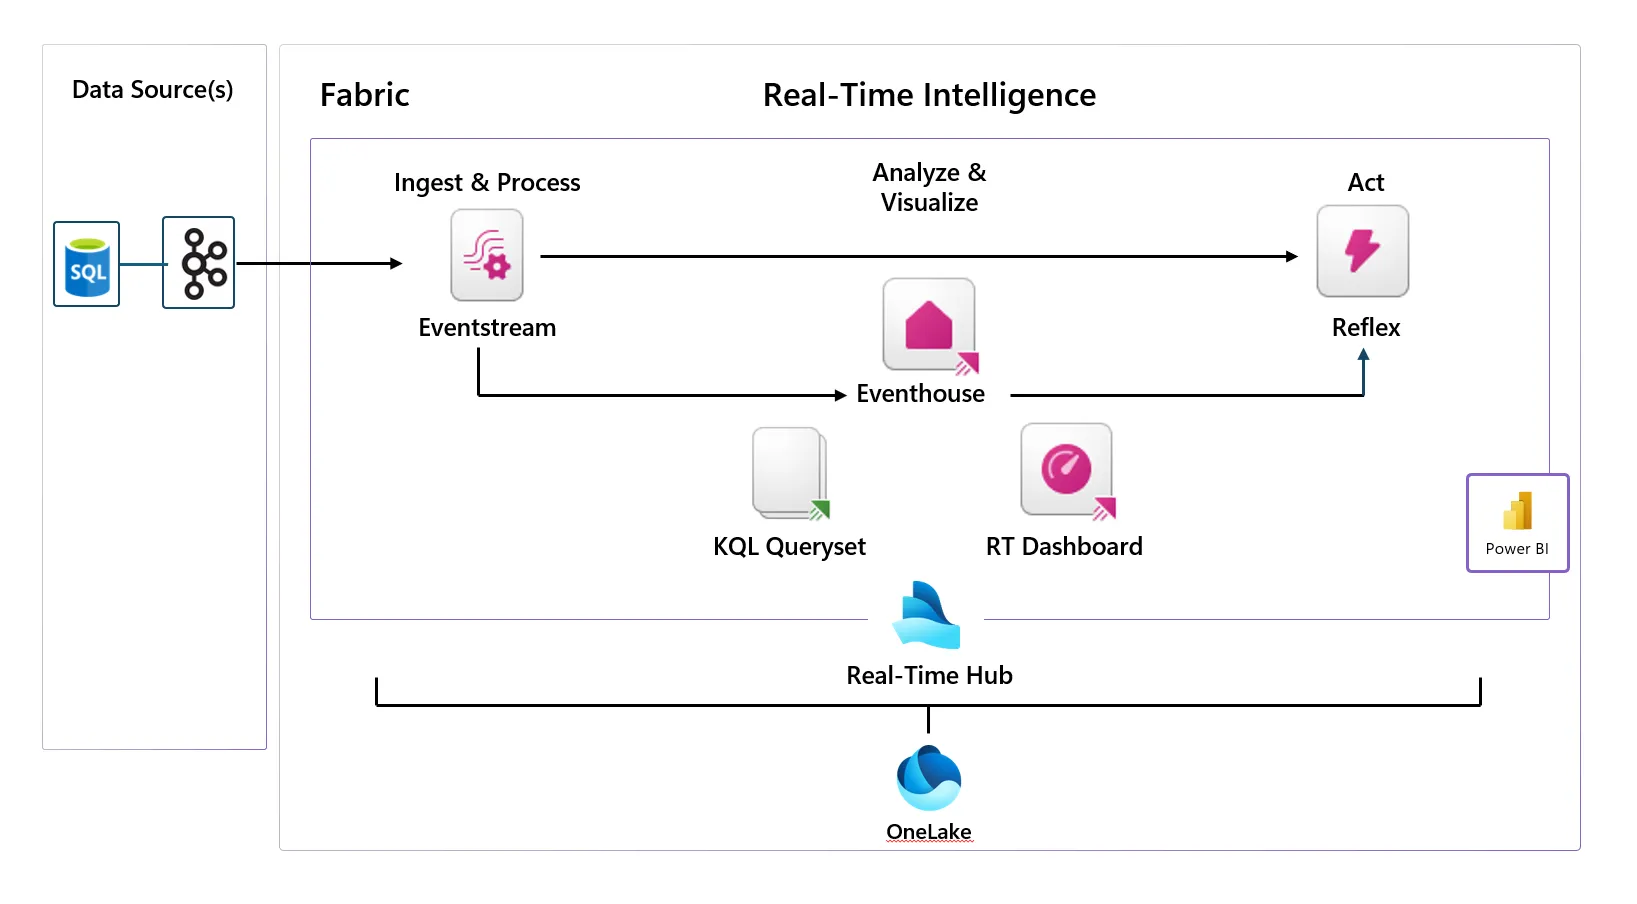 Data Source(s)
Fabric
Real-Time Intelligence
Ingest & Process
Analyze &
Visualize
Act
SQL
Eventstream
Reflex
Eventhouse
KQL Queryset
RT Dashboard
Power BI
Real-Time Hub
OneLake